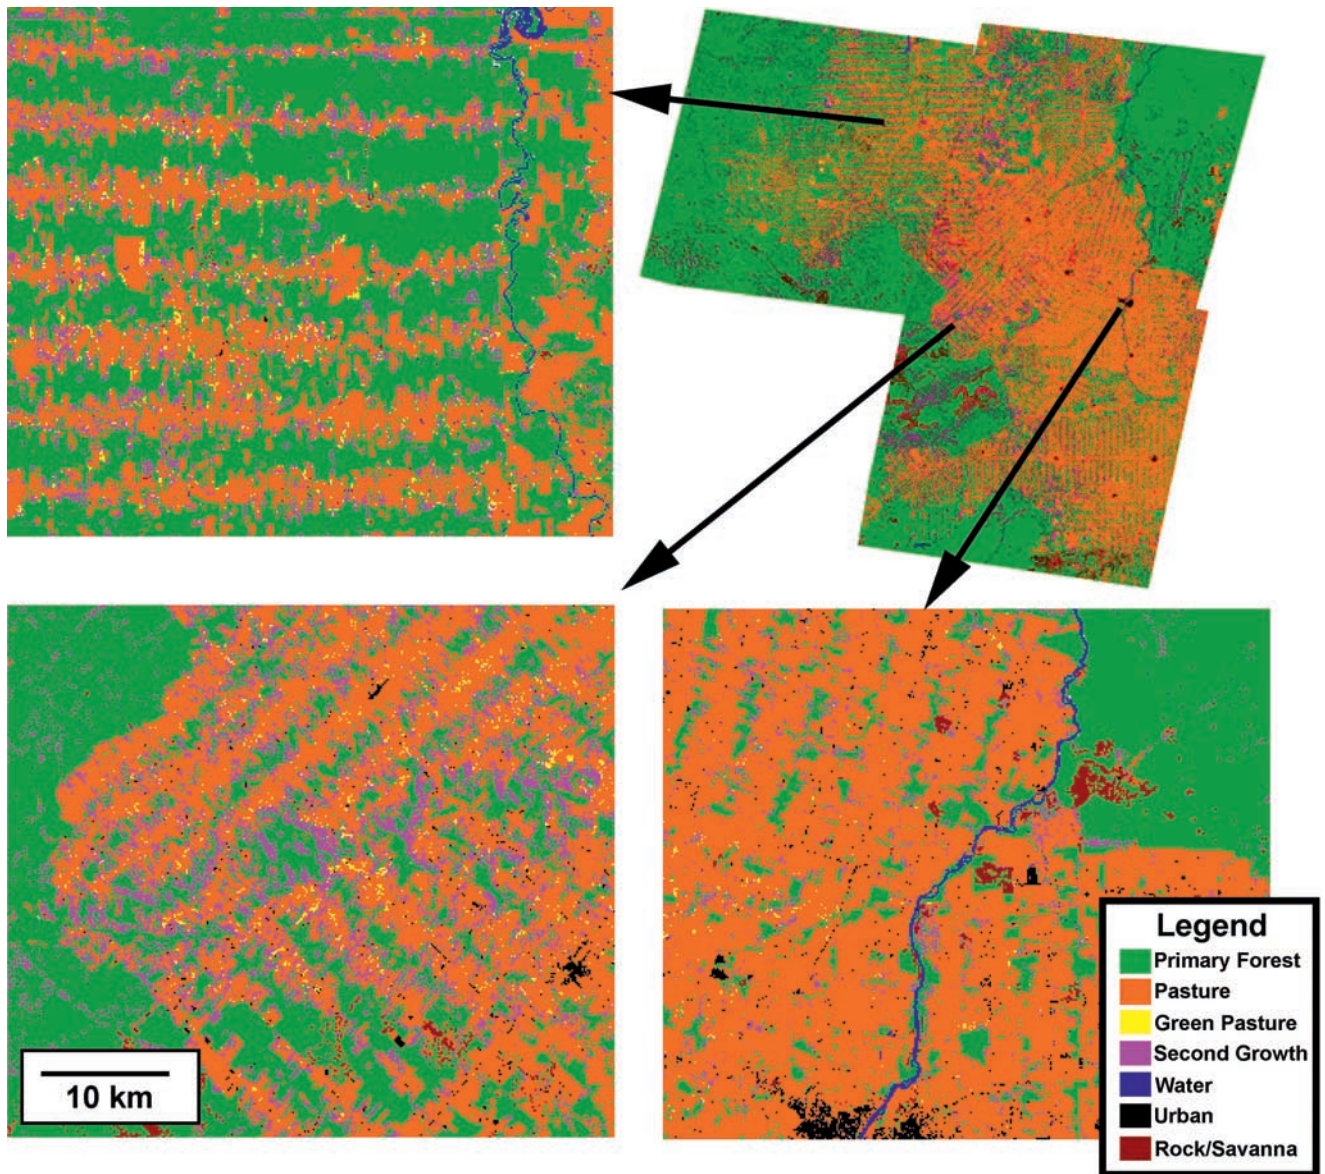 10 km
Legend
Primary Forest
Pasture
Green Pasture
Second Growth
Water
Urban
Rock/Savanna